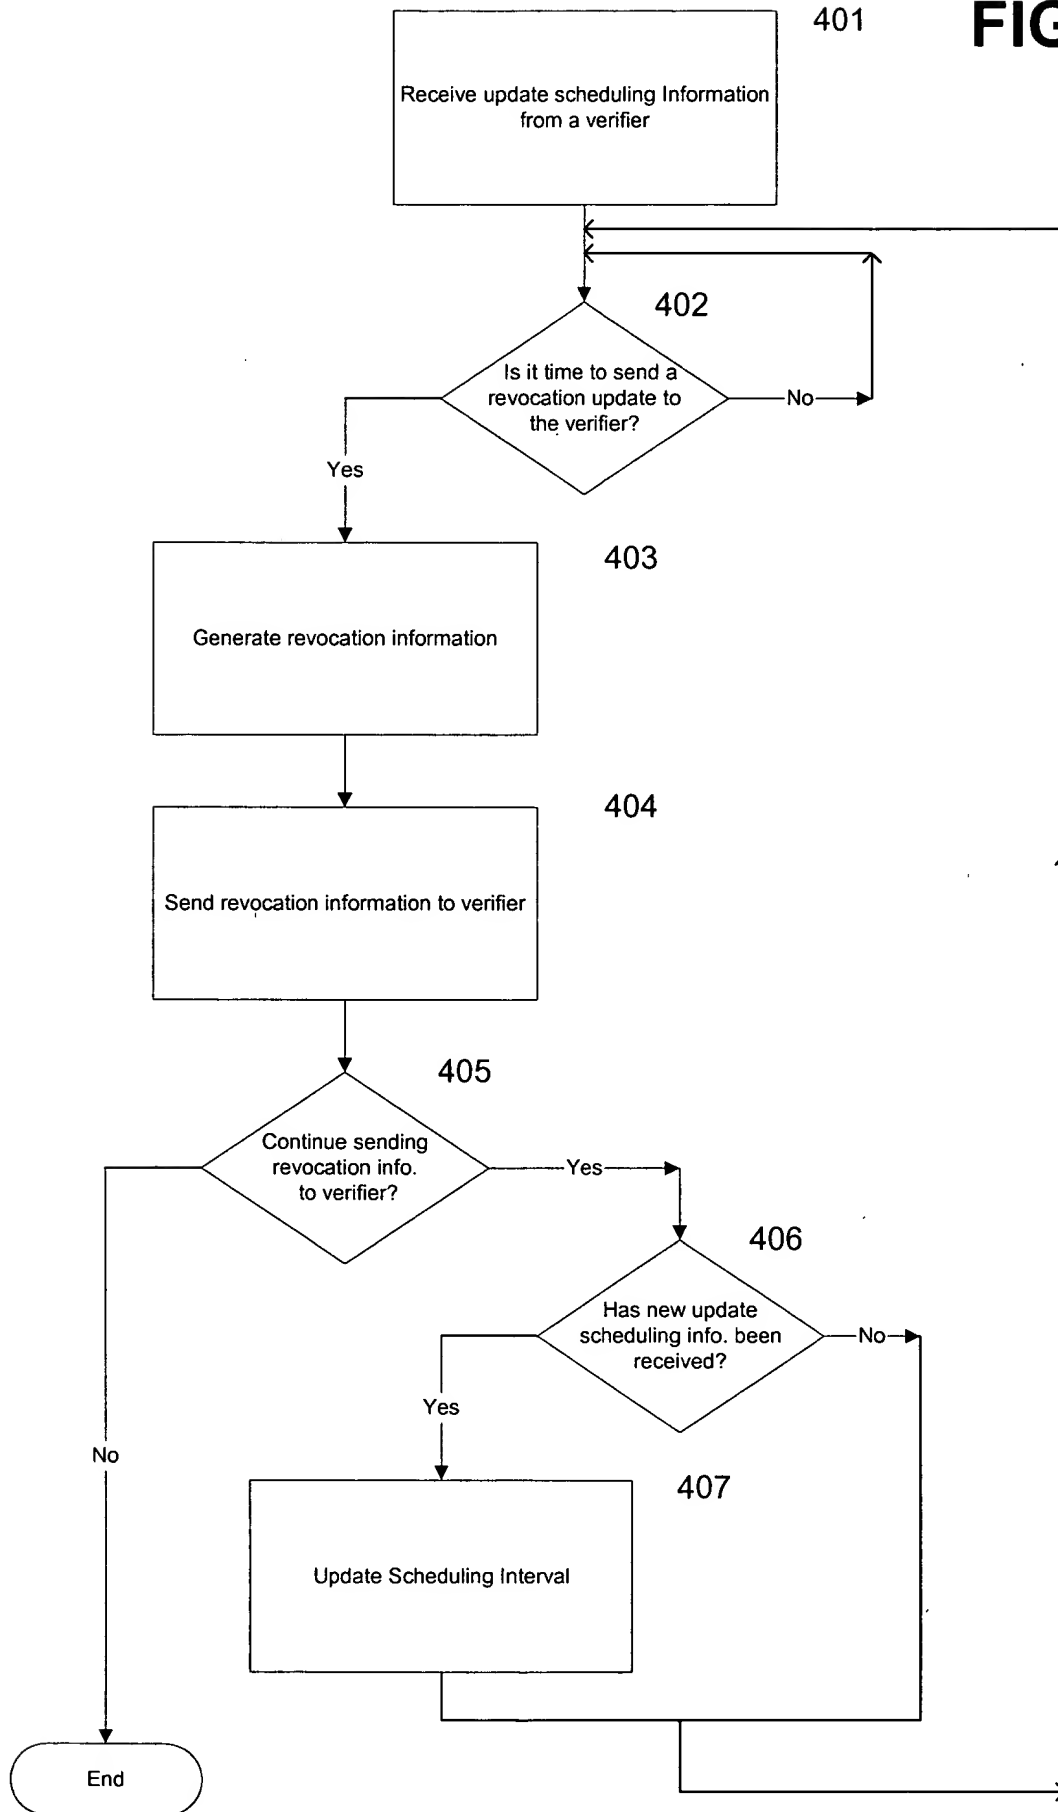 401
FIG
Receive update scheduling Information
from a verifier
402
Is it time to send a
revocation update to
the verifier?
No
Yes
403
Generate revocation information
404
Send revocation information to verifier
405
Continue sending
revocation info.
to verifier?
Yes
406
Has new update
scheduling info. been
received?
No
Yes
No
407
Update Scheduling Interval
End